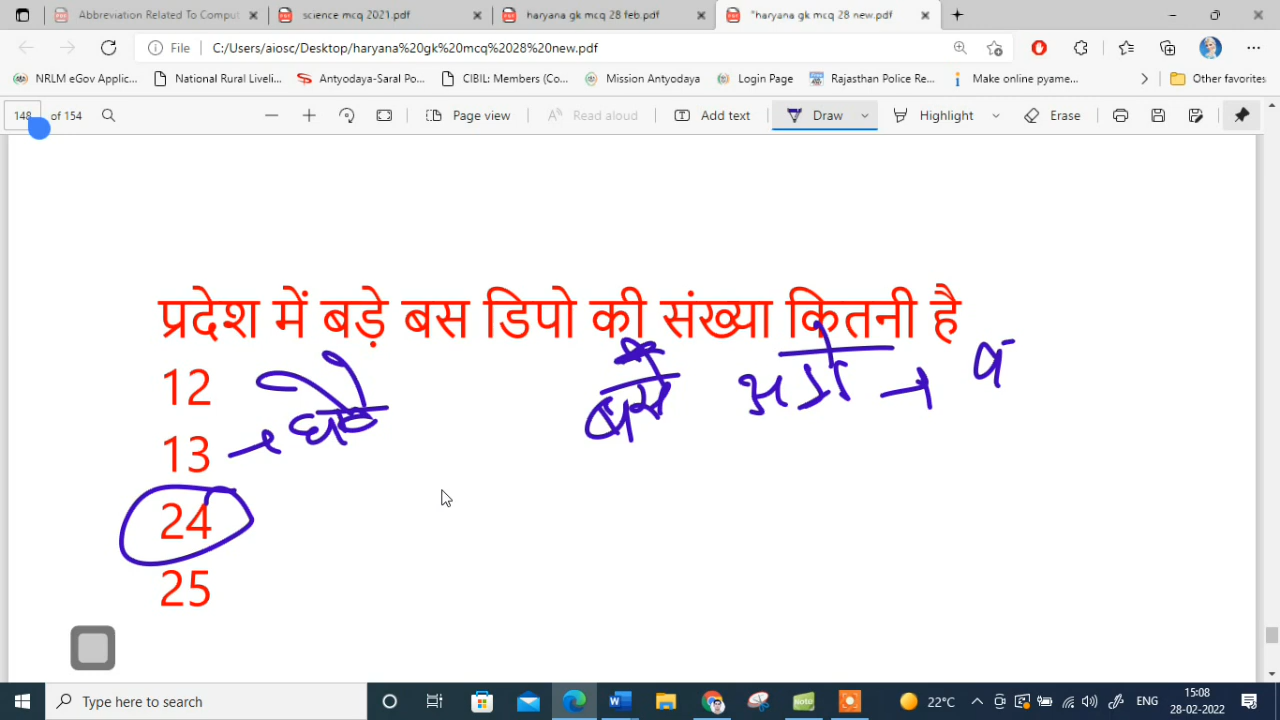 Abbreviation Related To Comput
science mcq 2021.pdf
haryana gk mcq 28 feb.pdf
*haryana gk mcq 28 new.pdf
File C:/Users/aiosc/Desktop/haryana%20gk%20mcq%2028%20new.pdf
NRLM eGov Applic... National Rural Liveli... Antyodaya-Saral Po... CIBIL: Members (Co... Mission Antyodaya Login Page Rajasthan Police Re... Make online pyame... Other favorites
148 of 154 Page view Read aloud Add text Draw Highlight Erase
प्रदेश में बड़े बस डिपो की संख्या कितनी है
12
13
24
25
Type here to search
22°C ENG 15:08
28-02-2022